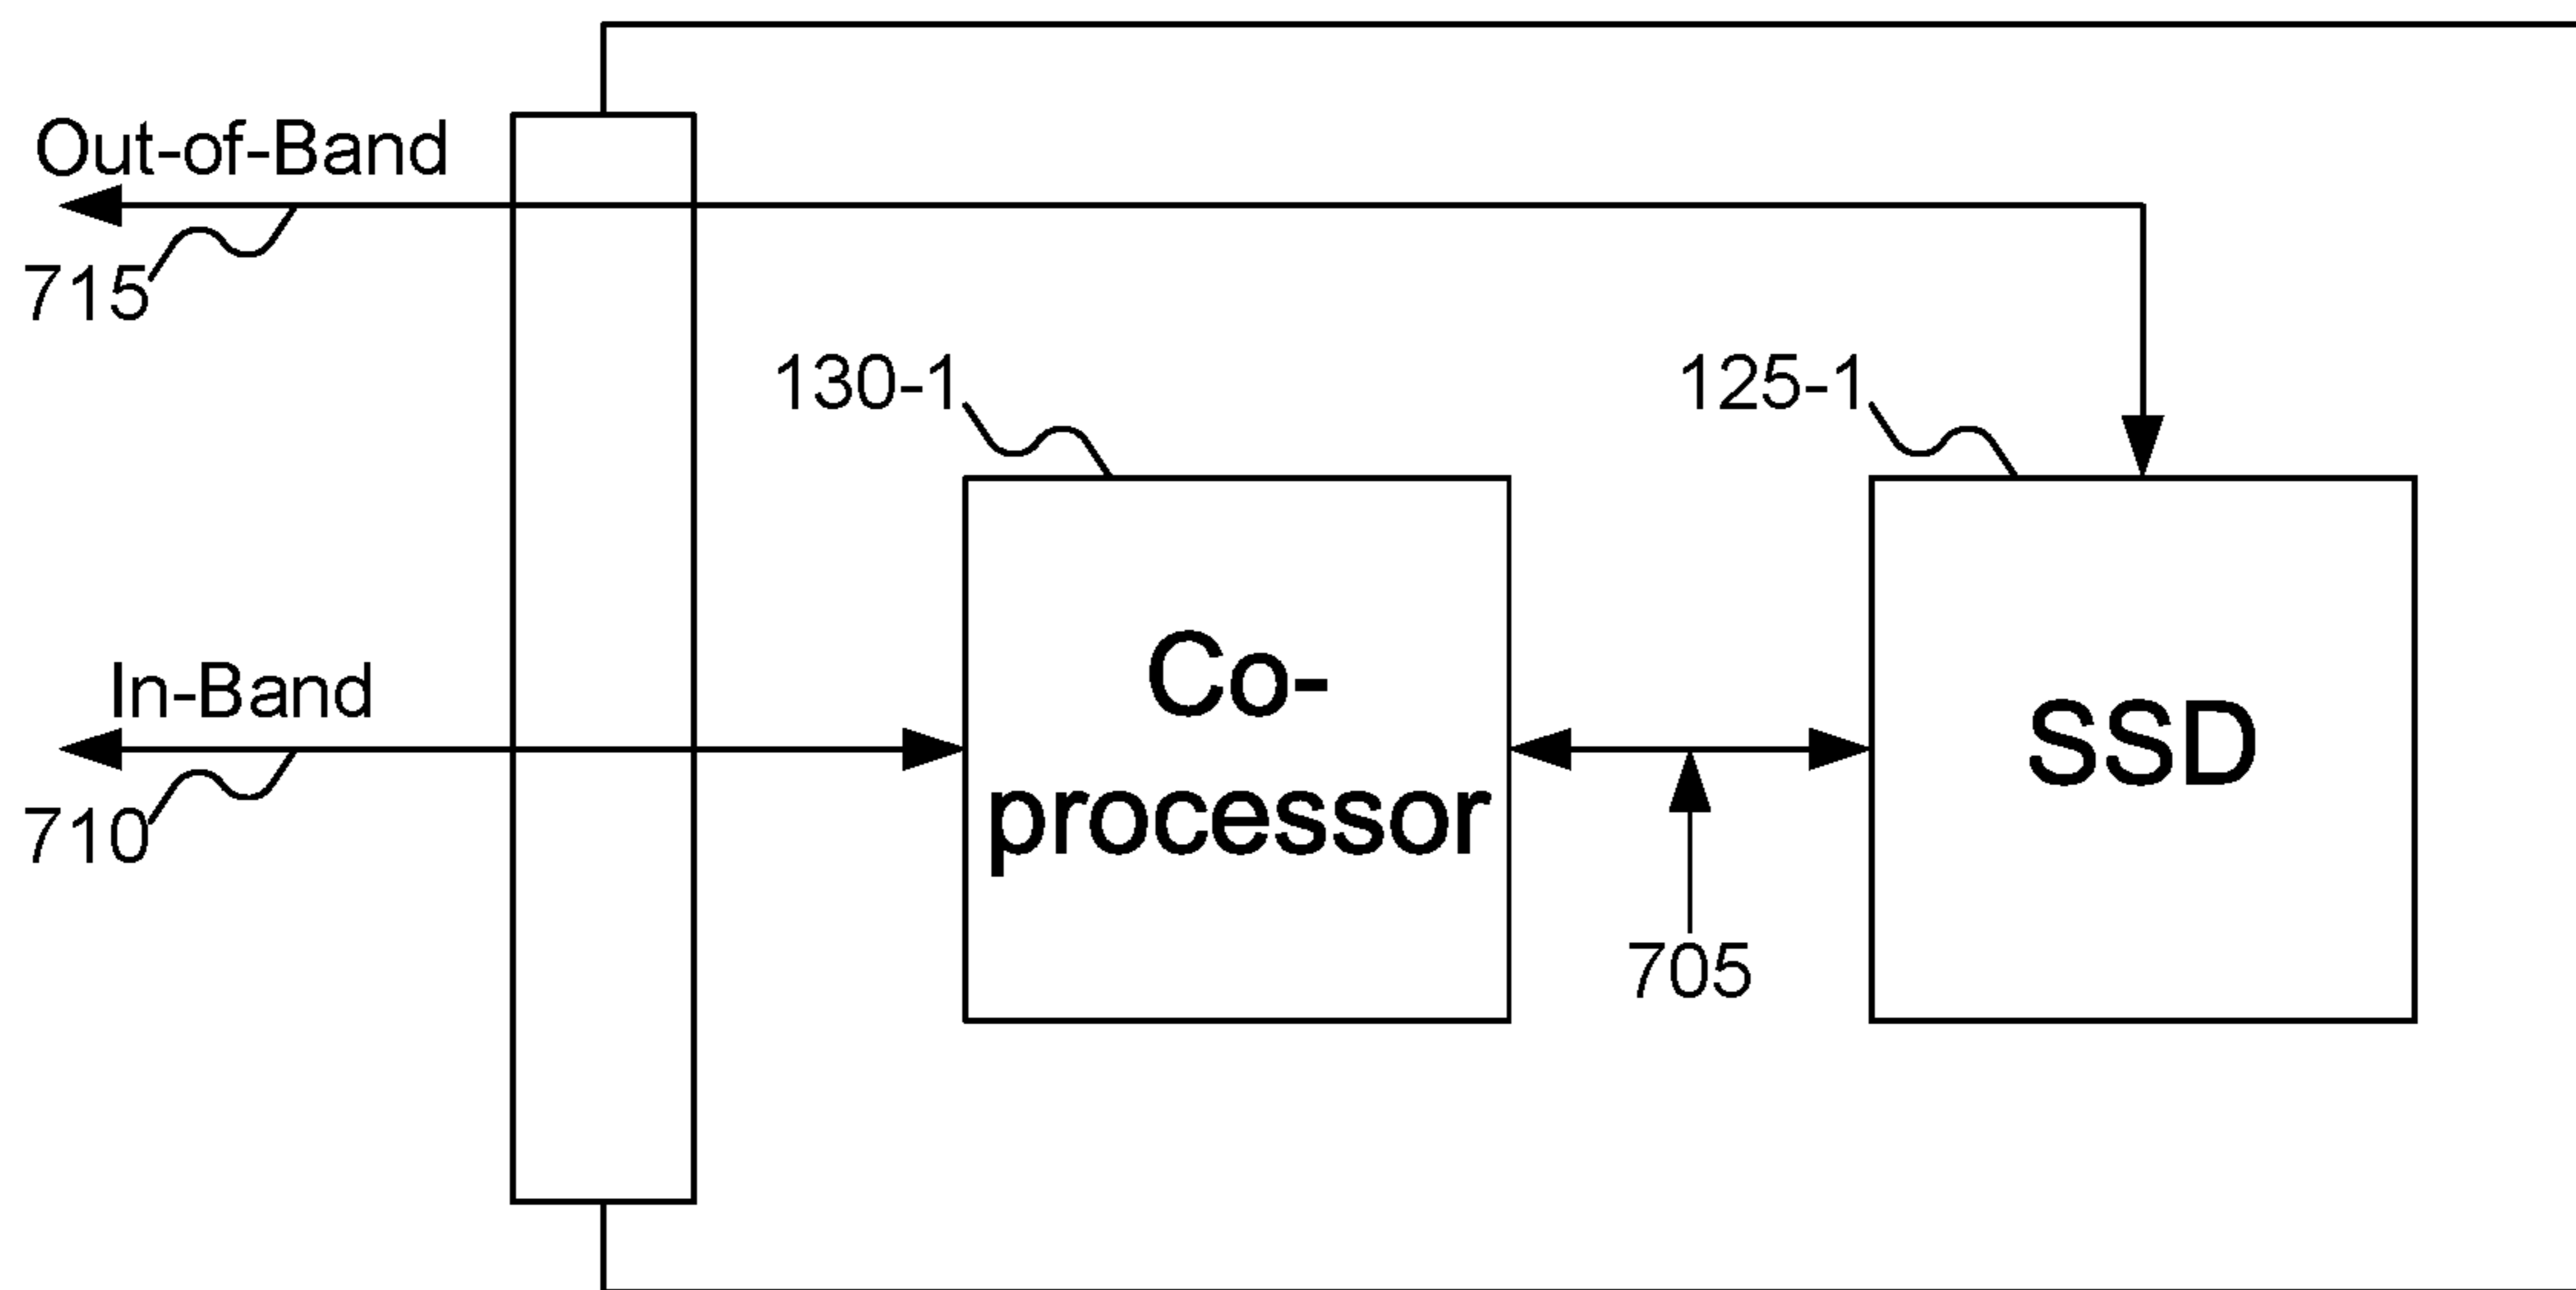 Out-of-Band
715
130-1
125-1
In-Band
710
Co-
processor
SSD
705